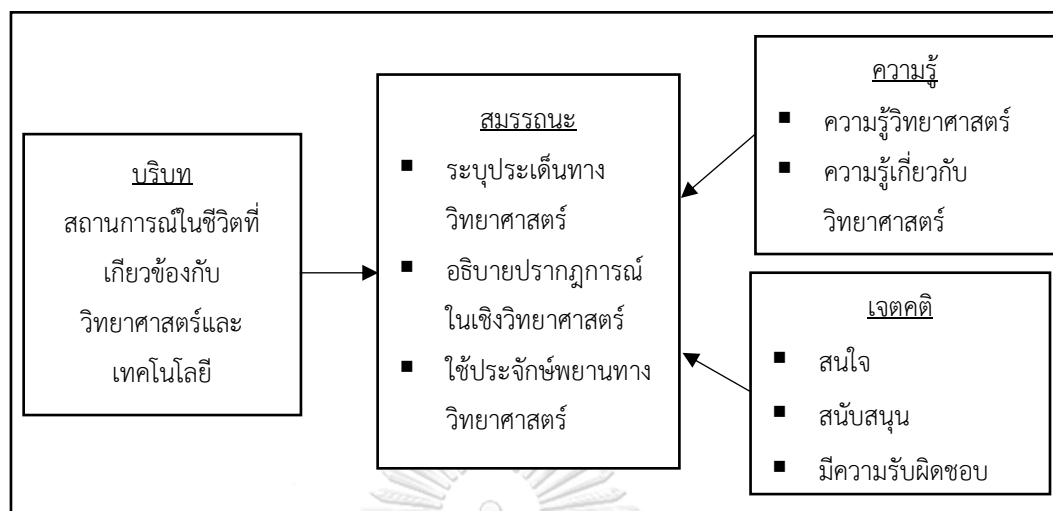 บริบท
สถานการณ์ในชีวิตที่
เกียวข้องกับ
วิทยาศาสตร์และ
เทคโนโลยี
สมรรถนะ
■ ระบุประเด็นทาง
วิทยาศาสตร์
■ อธิบายปรากฏการณ์
ในเชิงวิทยาศาสตร์
■ ใช้ประจักษ์พยานทาง
วิทยาศาสตร์
ความรู้
■ ความรู้วิทยาศาสตร์
■ ความรู้เกี่ยวกับ
วิทยาศาสตร์
เจตคติ
■ สนใจ
■ สนับสนุน
■ มีความรับผิดชอบ